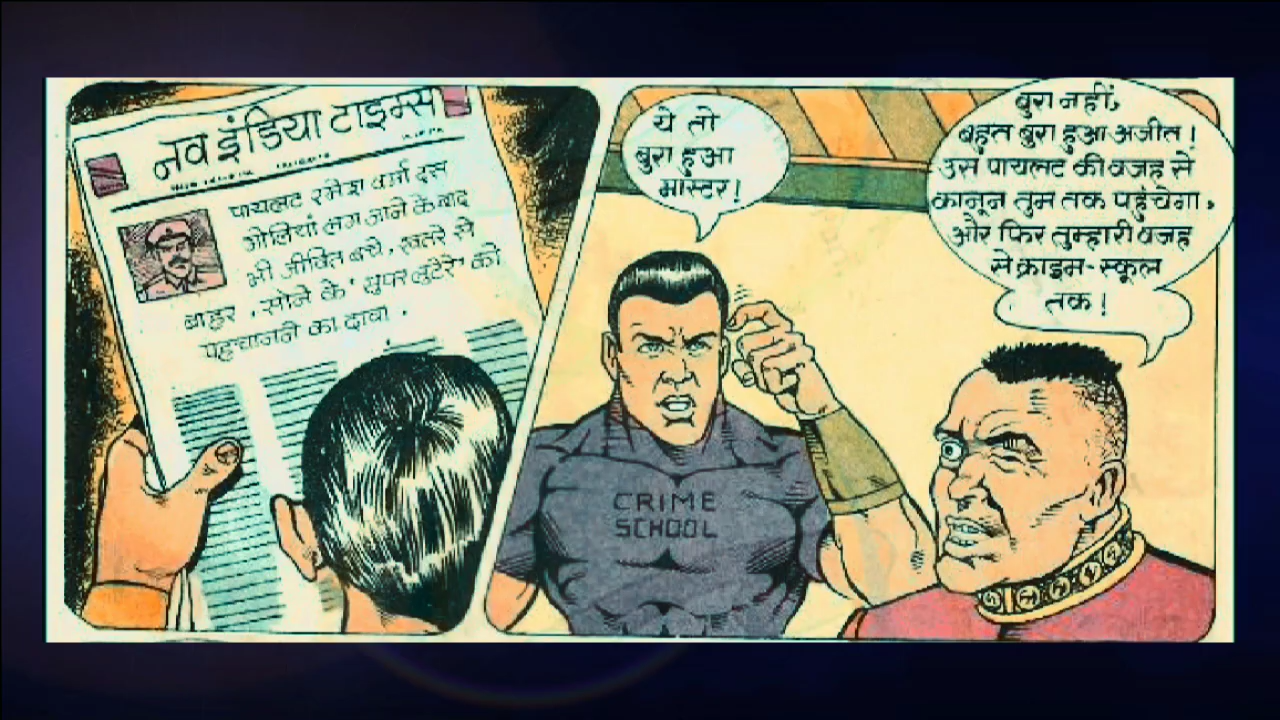 नव इंडिया टाइम्स
पायलट रमेश वर्मा दस
गोलियां लग जाने के बाद
भी जीवित बचे, खतरे से
बाहर, सोने के 'सुपर लुटेरे' को
पहचानने का दावा.
ये तो
बुरा हुआ
मास्टर!
बुरा नहीं,
बहुत बुरा हुआ अजीत!
उस पायलट की वजह से
कानून तुम तक पहुंचेगा,
और फिर तुम्हारी वजह
से क्राइम-स्कूल
तक!
CRIME
SCHOOL